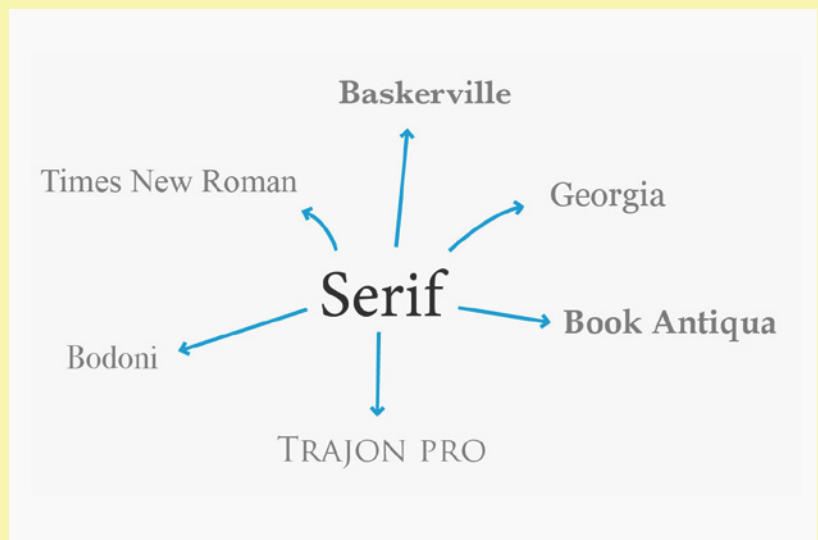 Baskerville
Times New Roman
Georgia
Serif
Book Antiqua
Bodoni
TRAJON PRO